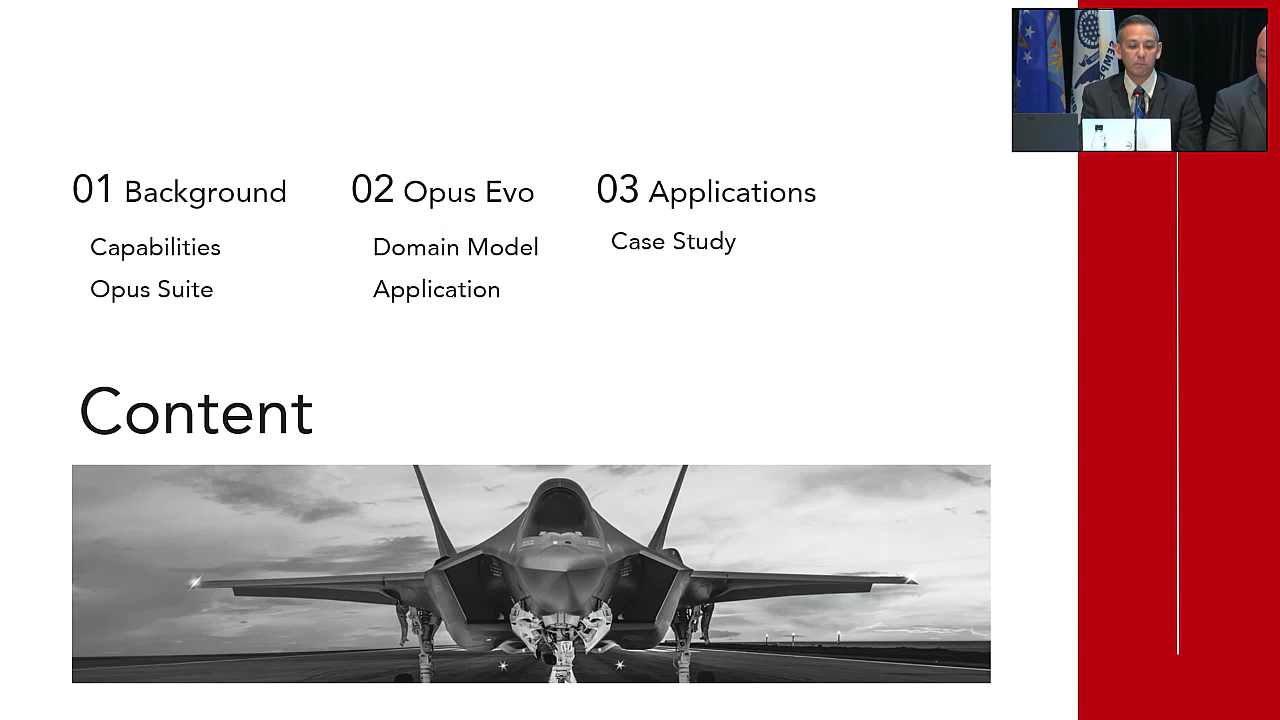 01 Background
Capabilities
Opus Suite
02 Opus Evo
Domain Model
Application
03 Applications
Case Study
Content